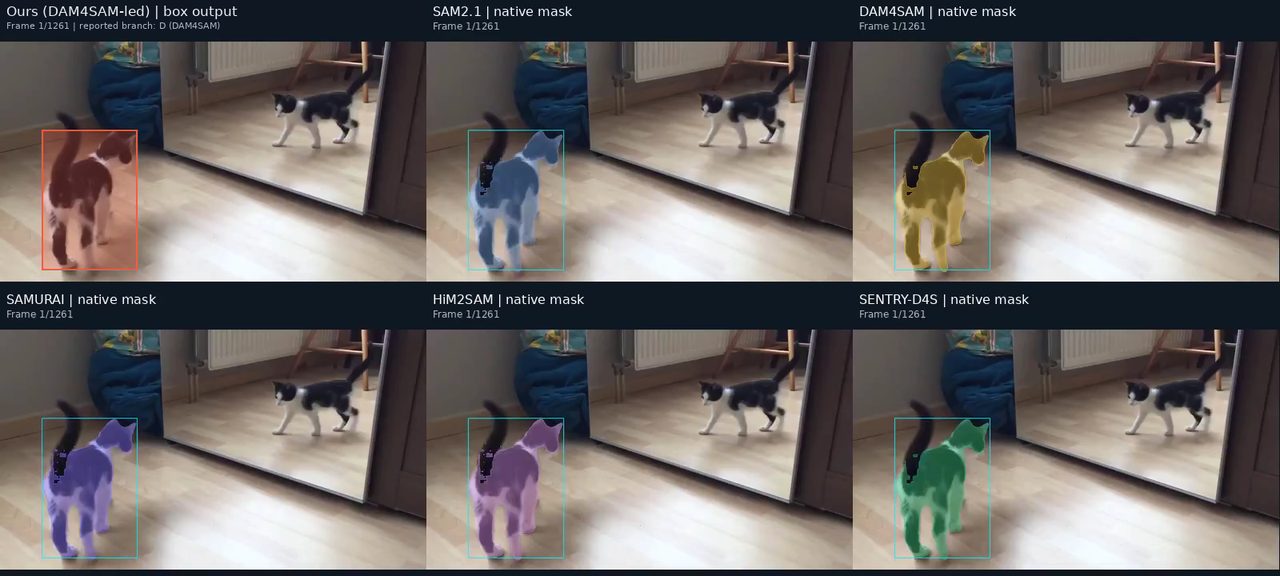 Ours (DAM4SAM-led) | box output
Frame 1/1261 | reported branch: D (DAM4SAM)
SAM2.1 | native mask
Frame 1/1261
DAM4SAM | native mask
Frame 1/1261
SAMURAI | native mask
Frame 1/1261
HiM2SAM | native mask
Frame 1/1261
SENTRY-D4S | native mask
Frame 1/1261